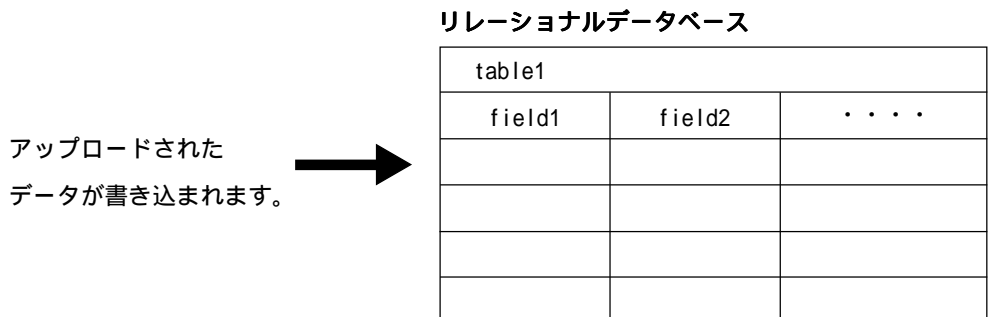 リレーショナルデータベース
table1
field1 field2 ・・・・
アップロードされた
データが書き込まれます。